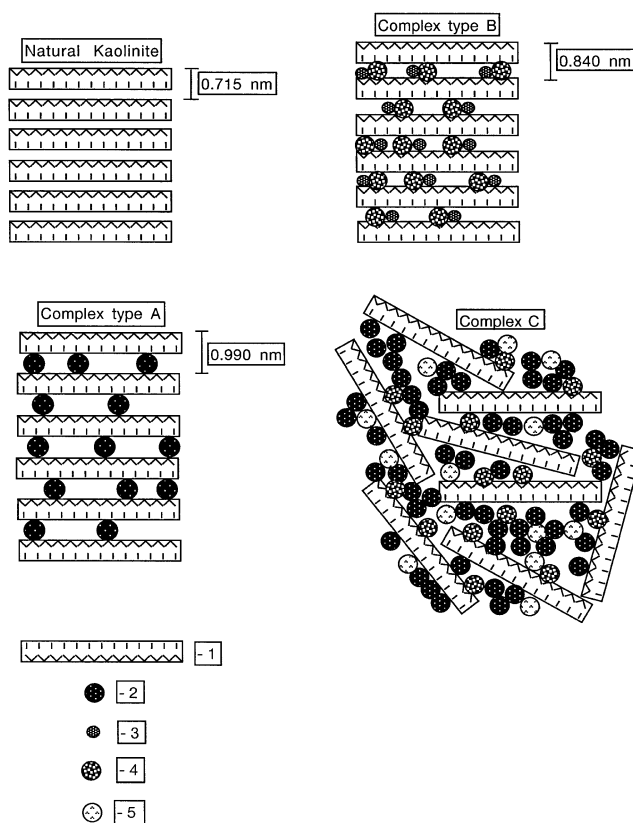 Natural Kaolinite
0.715 nm
Complex type B
0.840 nm
Complex type A
0.990 nm
Complex C
- 1
- 2
- 3
- 4
- 5